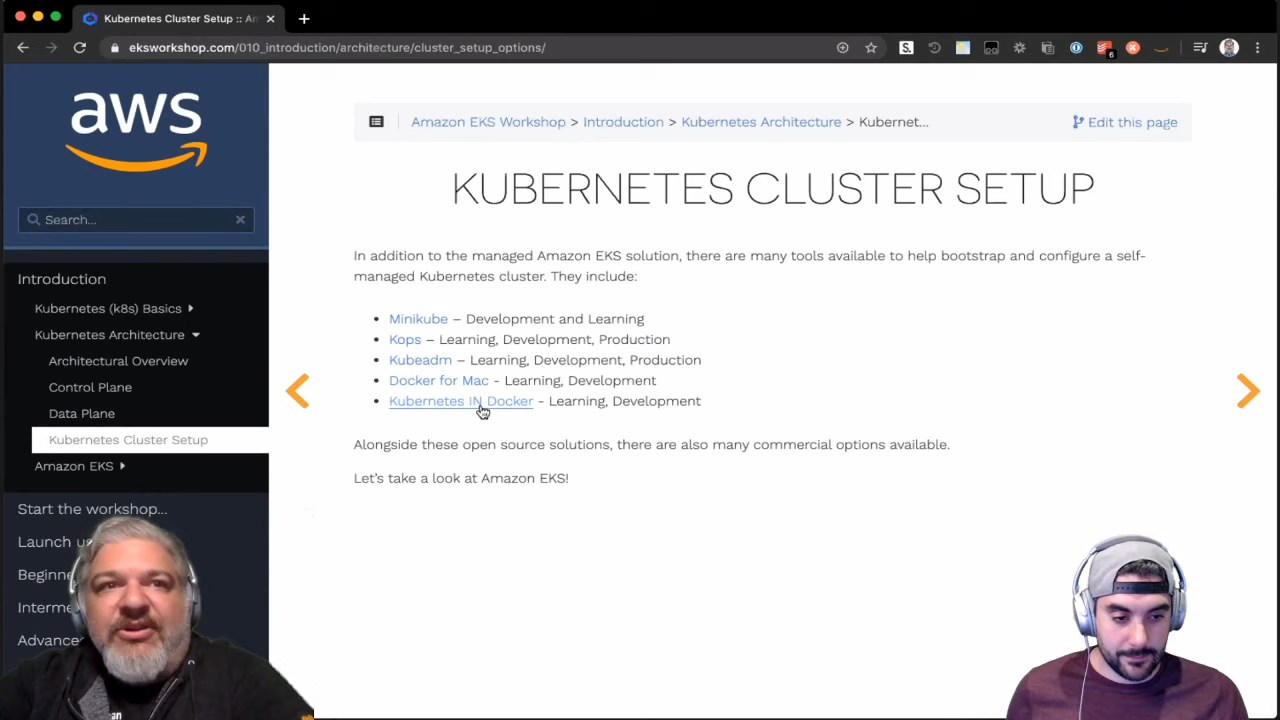 Kubernetes Cluster Setup :: An
eksworkshop.com/010_introduction/architecture/cluster_setup_options/
6
aws
Search...
Introduction
Kubernetes (k8s) Basics
Kubernetes Architecture
Architectural Overview
Control Plane
Data Plane
Kubernetes Cluster Setup
Amazon EKS
Start the workshop...
Launch
Amazon EKS Workshop > Introduction > Kubernetes Architecture > Kubernet...
Edit this page
KUBERNETES CLUSTER SETUP
In addition to the managed Amazon EKS solution, there are many tools available to help bootstrap and configure a self-
managed Kubernetes cluster. They include:
• Minikube – Development and Learning
• Kops – Learning, Development, Production
• Kubeadm – Learning, Development, Production
• Docker for Mac - Learning, Development
• Kubernetes IN Docker - Learning, Development
Alongside these open source solutions, there are also many commercial options available.
Let's take a look at Amazon EKS!